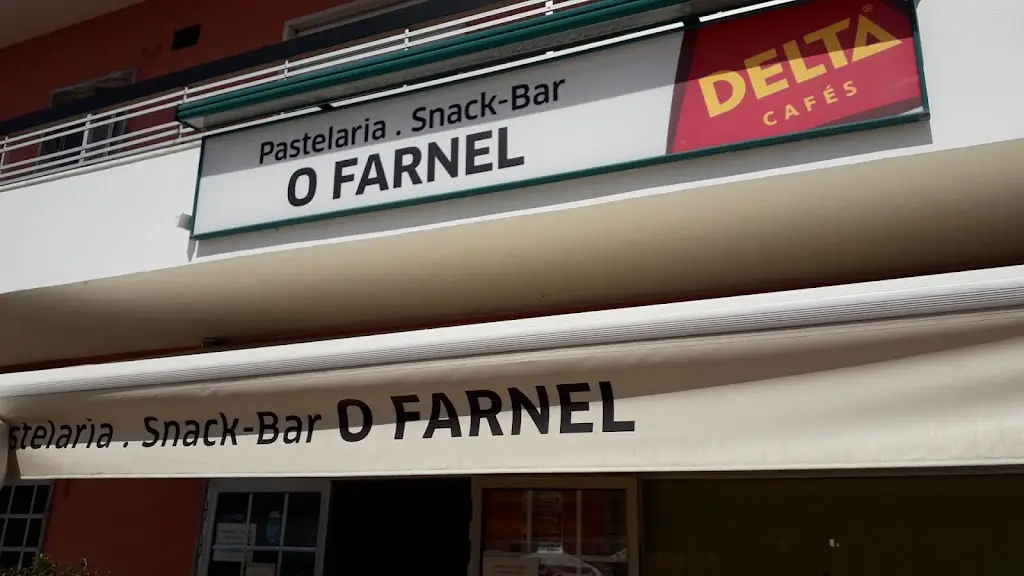 Pastelaria . Snack-Bar
O FARNEL
DELTA ®
CAFÉS
stelaria . Snack-Bar O FARNEL